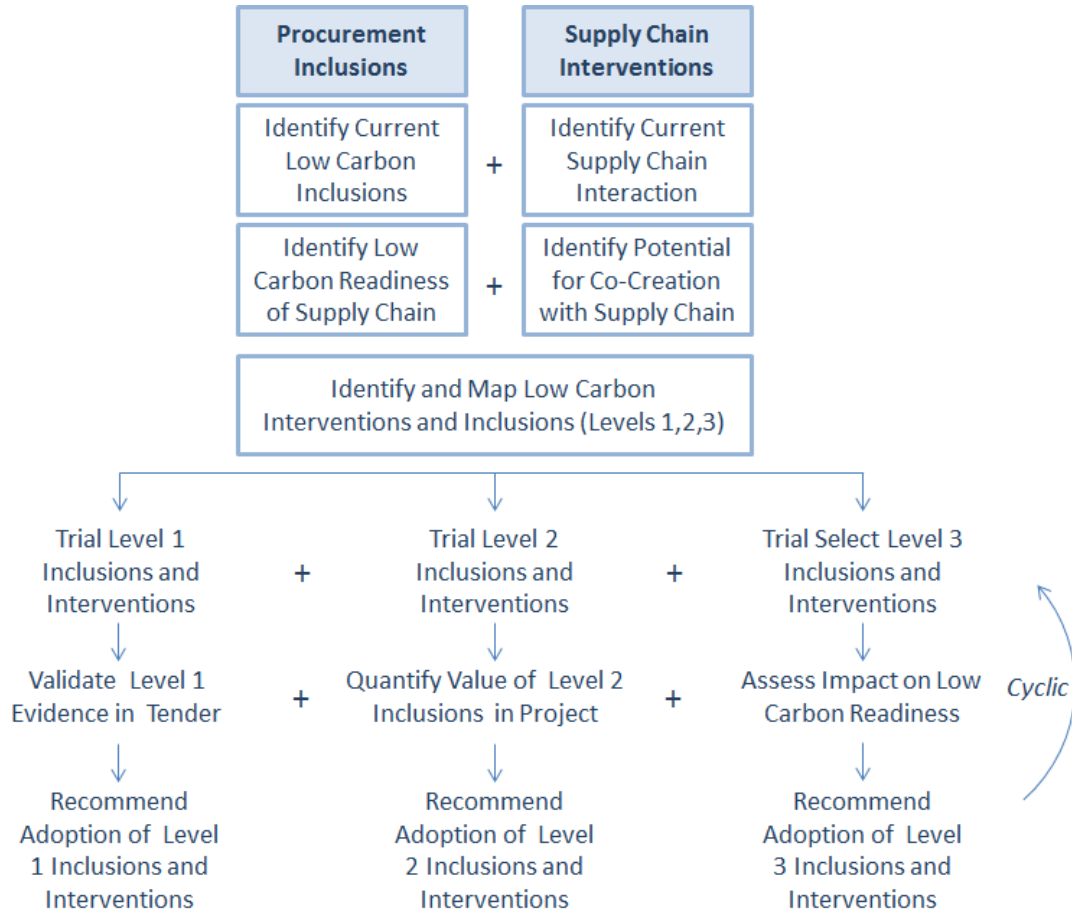 Procurement
Inclusions
Supply Chain
Interventions
Identify Current
Low Carbon
Inclusions
+
Identify Current
Supply Chain
Interaction
Identify Low
Carbon Readiness
of Supply Chain
+
Identify Potential
for Co-Creation
with Supply Chain
Identify and Map Low Carbon
Interventions and Inclusions (Levels 1,2,3)
Trial Level 1
Inclusions and
Interventions
+
Trial Level 2
Inclusions and
Interventions
+
Trial Select Level 3
Inclusions and
Interventions
Validate Level 1
Evidence in Tender
+
Quantify Value of Level 2
Inclusions in Project
+
Assess Impact on Low
Carbon Readiness
Cyclic
Recommend
Adoption of Level
1 Inclusions and
Interventions
Recommend
Adoption of Level
2 Inclusions and
Interventions
Recommend
Adoption of Level
3 Inclusions and
Interventions